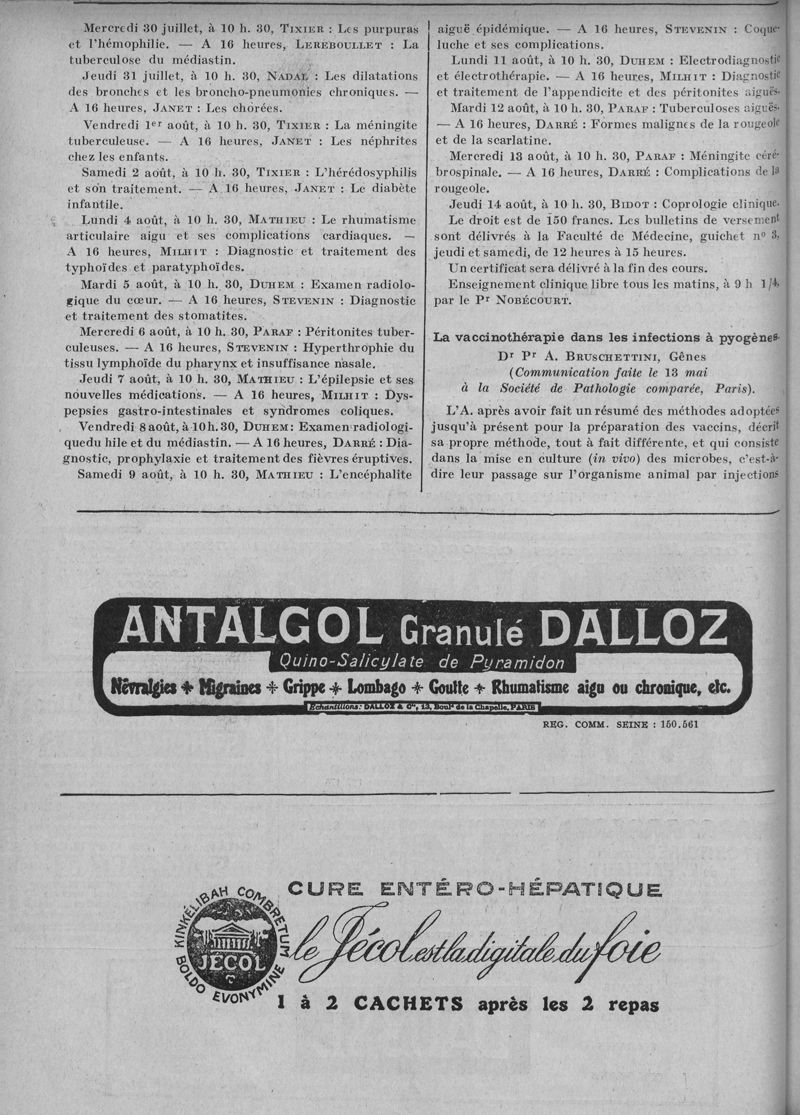 Mercredi 30 juillet, à 10 h. 30, TIXIER : Les purpuras
et l'hémophilie. — A 16 heures, LEREBOULLET : La
tuberculose du médiastin.
Jeudi 31 juillet, à 10 h. 30, NADAL : Les dilatations
des bronches et les broncho-pneumonies chroniques. —
A 16 heures, JANET : Les chorées.
Vendredi 1er août, à 10 h. 30, TIXIER : La méningite
tuberculeuse. — A 16 heures, JANET : Les néphrites
chez les enfants.
Samedi 2 août, à 10 h. 30, TIXIER : L'hérédosyphilis
et son traitement. — A 16 heures, JANET : Le diabète
infantile.
Lundi 4 août, à 10 h. 30, MATHIEU : Le rhumatisme
articulaire aigu et ses complications cardiaques. —
A 16 heures, MILHIT : Diagnostic et traitement des
typhoïdes et paratyphoïdes.
Mardi 5 août, à 10 h. 30, DUHEM : Examen radiolo-
gique du cœur. — A 16 heures, STEVENIN : Diagnostic
et traitement des stomatites.
Mercredi 6 août, à 10 h. 30, PARAF : Péritonites tuber-
culeuses. — A 16 heures, STEVENIN : Hyperthrophie du
tissu lymphoïde du pharynx et insuffisance nasale.
Jeudi 7 août, à 10 h. 30, MATHIEU : L'épilepsie et ses
nouvelles médications. — A 16 heures, MILHIT : Dys-
pepsies gastro-intestinales et syndromes coliques.
Vendredi 8 août, à 10 h. 30, DUHEM : Examen radiologi-
quedu hile et du médiastin. — A 16 heures, DARRÉ : Dia-
gnostic, prophylaxie et traitement des fièvres éruptives.
Samedi 9 août, à 10 h. 30, MATHIEU : L'encéphalite
aiguë épidémique. — A 16 heures, STEVENIN : Coque-
luche et ses complications.
Lundi 11 août, à 10 h. 30, DUHEM : Electrodiagnostic
et électrothérapie. — A 16 heures, MILHIT : Diagnostic
et traitement de l'appendicite et des péritonites aiguës.
Mardi 12 août, à 10 h. 30, PARAF : Tuberculoses aiguës.
— A 16 heures, DARRÉ : Formes malignes de la rougeole
et de la scarlatine.
Mercredi 13 août, à 10 h. 30, PARAF : Méningite céré-
brospinale. — A 16 heures, DARRÉ : Complications de la
rougeole.
Jeudi 14 août, à 10 h. 30, BIDOT : Coprologie clinique.
Le droit est de 150 francs. Les bulletins de versement
sont délivrés à la Faculté de Médecine, guichet n° 3,
jeudi et samedi, de 12 heures à 15 heures.
Un certificat sera délivré à la fin des cours.
Enseignement clinique libre tous les matins, à 9 h 1/4,
par le Pr NOBÉCOURT.
La vaccinothérapie dans les infections à pyogènes.
Dr Pr A. BRUSCHETTINI, Gênes
(Communication faite le 13 mai
à la Société de Pathologie comparée, Paris).
L'A. après avoir fait un résumé des méthodes adoptées
jusqu'à présent pour la préparation des vaccins, décrit
sa propre méthode, tout à fait différente, et qui consiste
dans la mise en culture (in vivo) des microbes, c'est-à-
dire leur passage sur l'organisme animal par injections
ANTALGOL Granulé DALLOZ
Quino-Salicylate de Pyramidon
Névralgies + Migraines + Grippe + Lombago + Goutte + Rhumatisme aigu ou chronique, etc.
Échantillons : DALLOZ & Cie, 13, Bould de la Chapelle, PARIS
REG. COMM. SEINE : 150.561
CURE ENTÉRO-HÉPATIQUE
KINKÉLIBAH COMBRETUM
BOLDO EVONYMINE
JÉCOL
le Jécol est la digitale du foie
1 à 2 CACHETS après les 2 repas